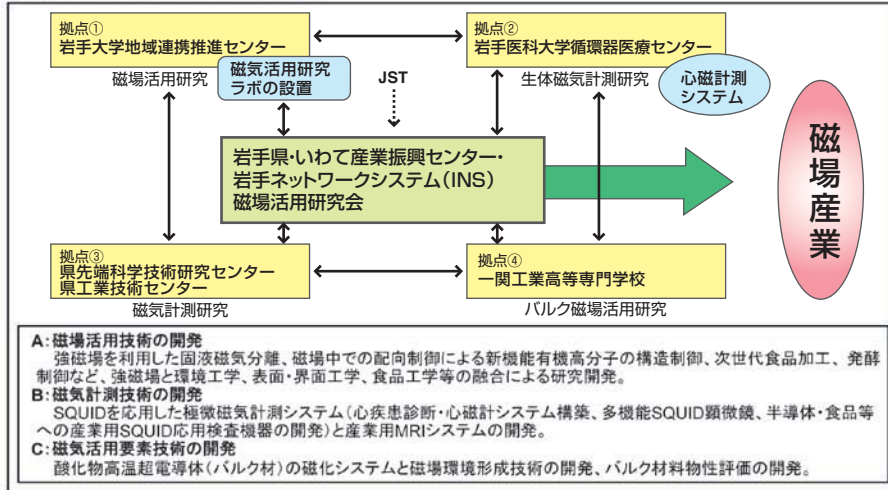 拠点①
岩手大学地域連携推進センター
磁場活用研究
磁気活用研究
ラボの設置
JST
拠点②
岩手医科大学循環器医療センター
生体磁気計測研究
心磁計測
システム
岩手県・いわて産業振興センター・
岩手ネットワークシステム(INS)
磁場活用研究会
磁場産業
拠点③
県先端科学技術研究センター
県工業技術センター
磁気計測研究
拠点④
一関工業高等専門学校
バルク磁場活用研究
A:磁場活用技術の開発
強磁場を利用した固液磁気分離、磁場中での配向制御による新機能有機高分子の構造制御、次世代食品加工、発酵
制御など、強磁場と環境工学、表面・界面工学、食品工学等の融合による研究開発。
B:磁気計測技術の開発
SQUIDを応用した極微磁気計測システム(心疾患診断・心磁計システム構築、多機能SQUID顕微鏡、半導体・食品等
への産業用SQUID応用検査機器の開発)と産業用MRIシステムの開発。
C:磁気活用要素技術の開発
酸化物高温超電導体(バルク材)の磁化システムと磁場環境形成技術の開発、バルク材料物性評価の開発。